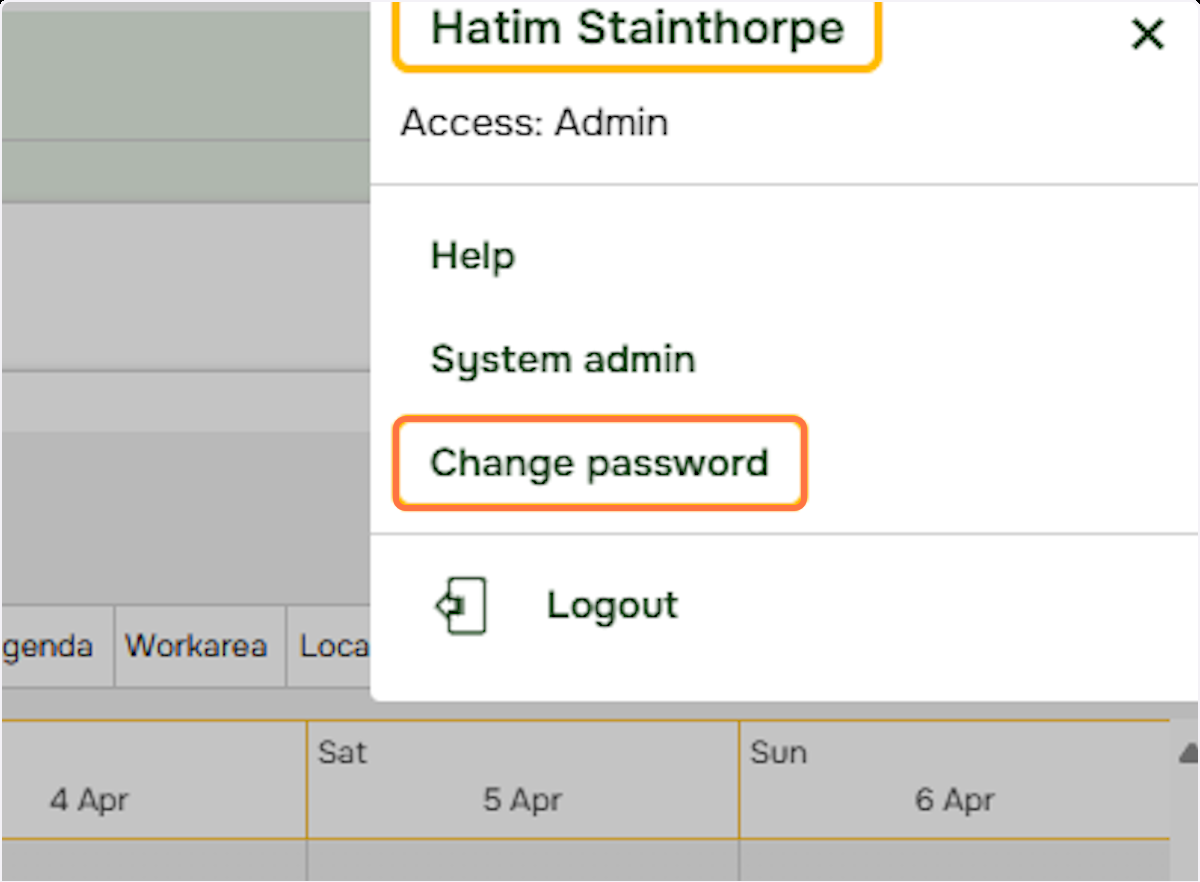 Hatim Stainthorpe
Access: Admin
Help
System admin
Change password
Logout
genda Workarea Loca
Sat Sun
4 Apr 5 Apr 6 Apr